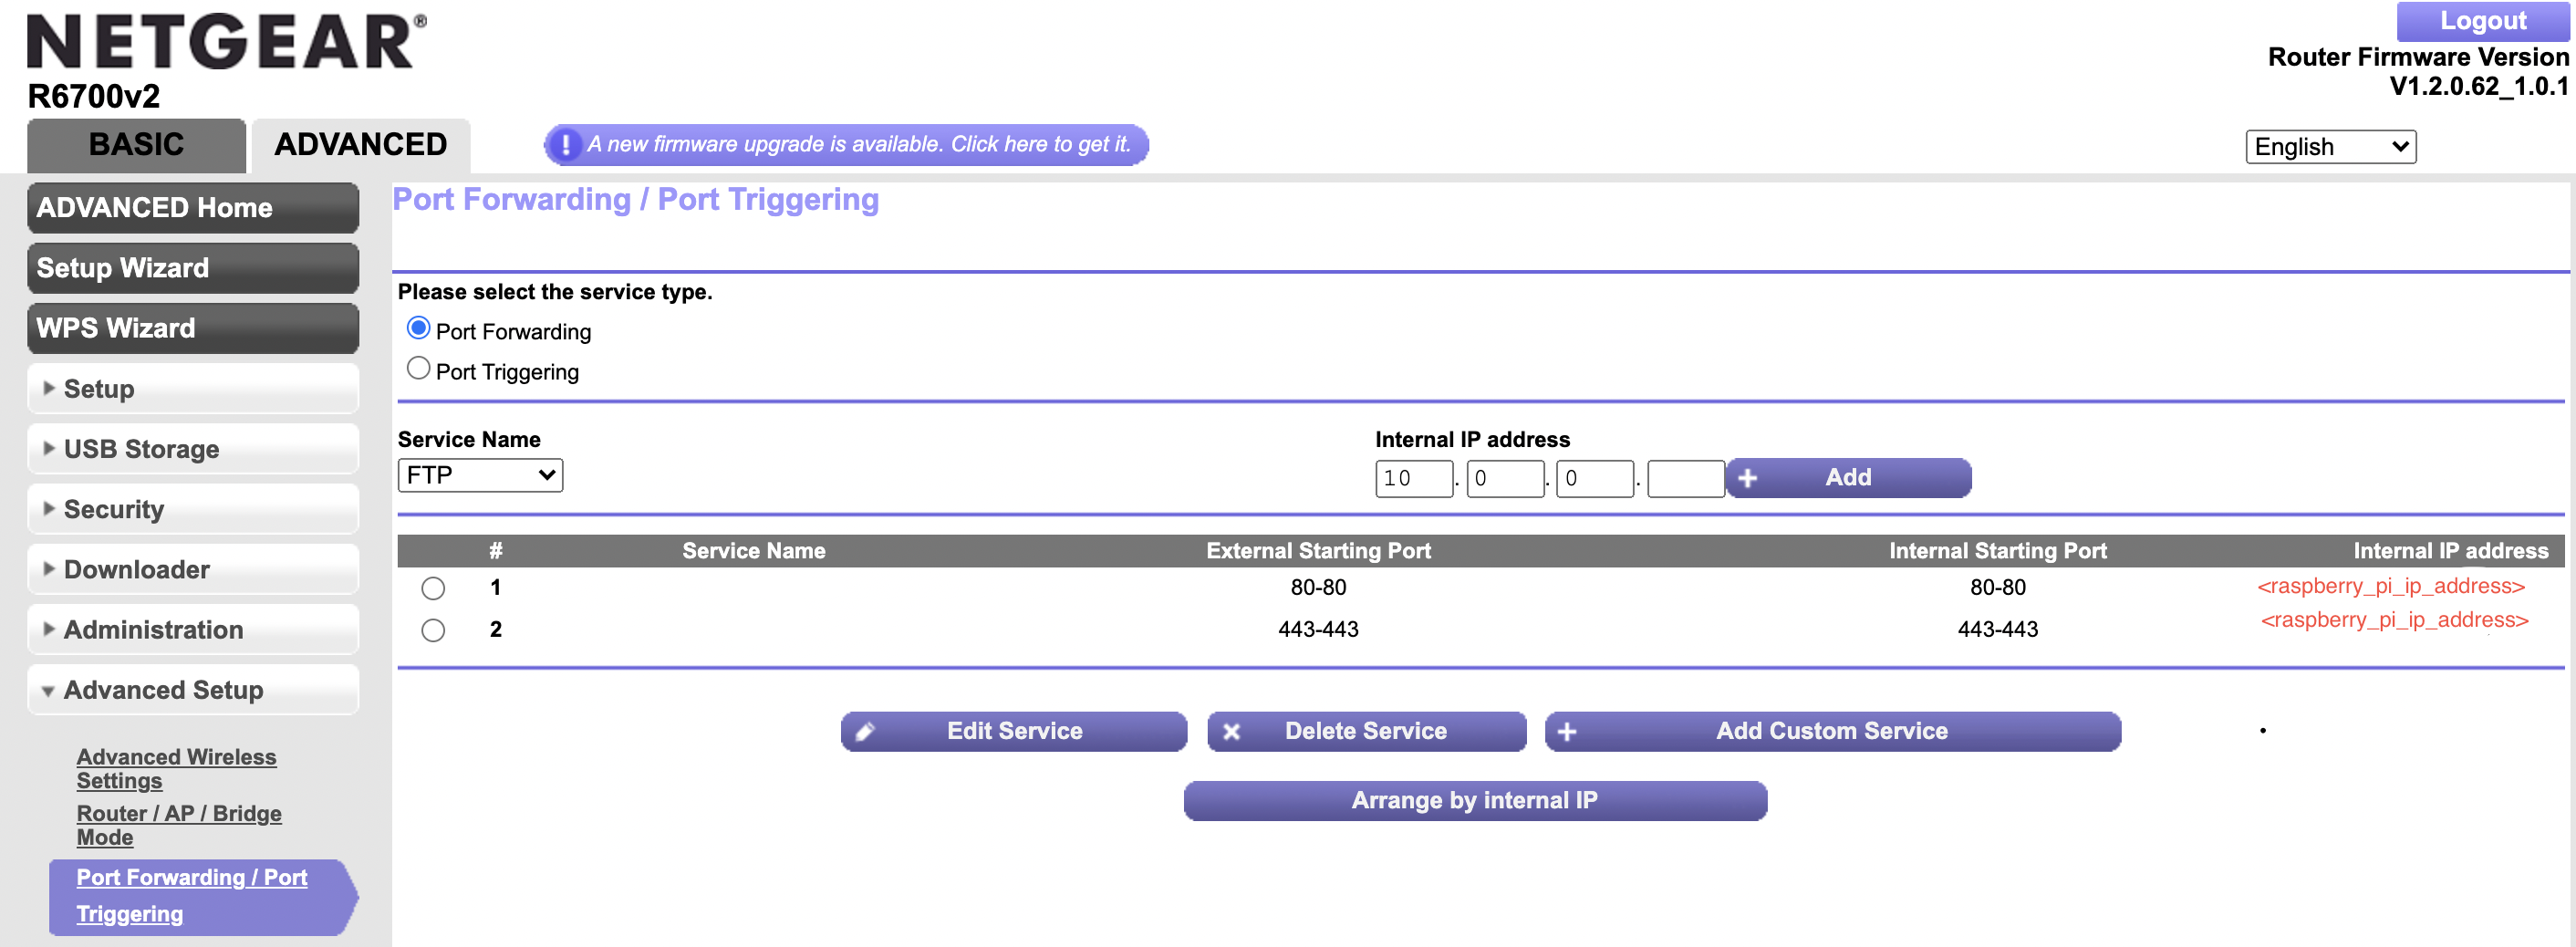 NETGEAR®
R6700v2
Logout
Router Firmware Version
V1.2.0.62_1.0.1
BASIC
ADVANCED
A new firmware upgrade is available. Click here to get it.
English
ADVANCED Home
Setup Wizard
WPS Wizard
Setup
USB Storage
Security
Downloader
Administration
Advanced Setup
Advanced Wireless
Settings
Router / AP / Bridge
Mode
Port Forwarding / Port
Triggering
Port Forwarding / Port Triggering
Please select the service type.
Port Forwarding
Port Triggering
Service Name
FTP
Internal IP address
10 . 0 . 0 .
Add
# Service Name External Starting Port Internal Starting Port Internal IP address
1 80-80 80-80 <raspberry_pi_ip_address>
2 443-443 443-443 <raspberry_pi_ip_address>
Edit Service
Delete Service
Add Custom Service
.
Arrange by internal IP